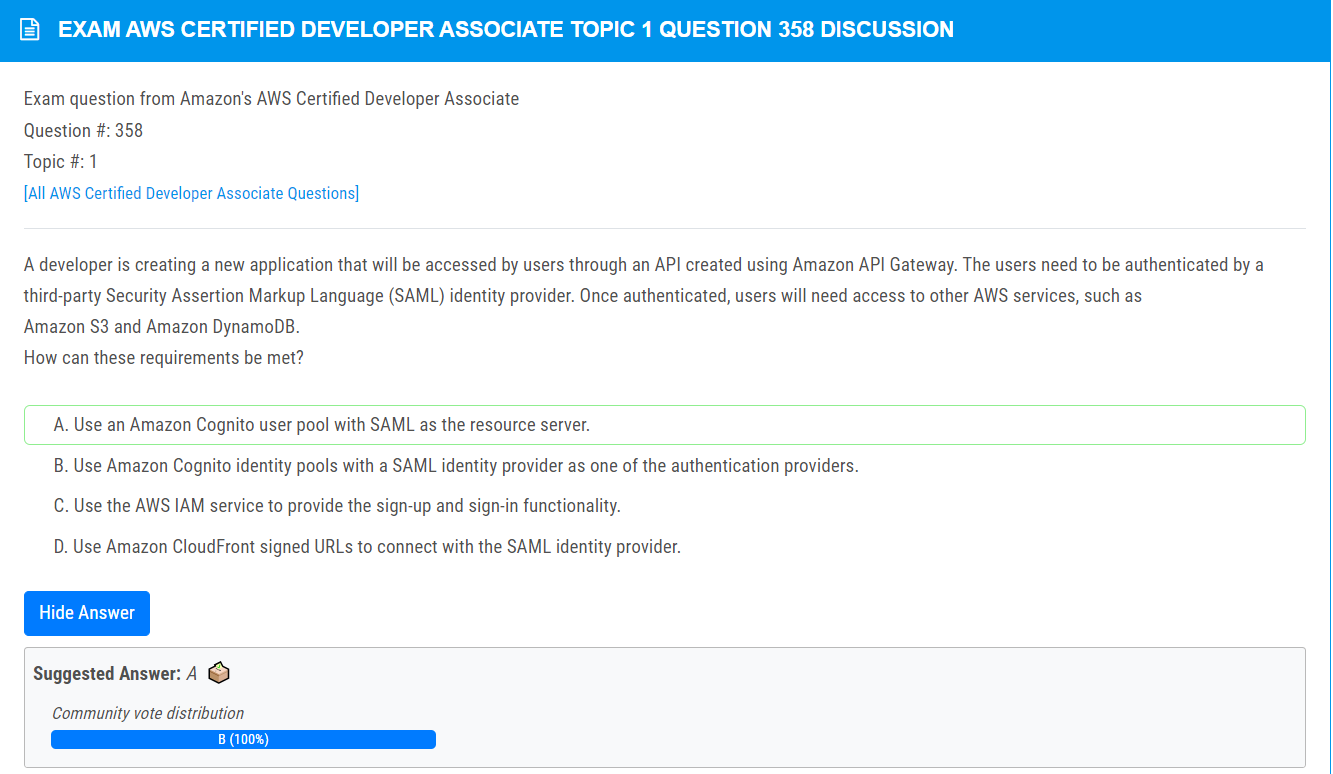 EXAM AWS CERTIFIED DEVELOPER ASSOCIATE TOPIC 1 QUESTION 358 DISCUSSION
Exam question from Amazon's AWS Certified Developer Associate
Question #: 358
Topic #: 1
[All AWS Certified Developer Associate Questions]
A developer is creating a new application that will be accessed by users through an API created using Amazon API Gateway. The users need to be authenticated by a
third-party Security Assertion Markup Language (SAML) identity provider. Once authenticated, users will need access to other AWS services, such as
Amazon S3 and Amazon DynamoDB.
How can these requirements be met?
A. Use an Amazon Cognito user pool with SAML as the resource server.
B. Use Amazon Cognito identity pools with a SAML identity provider as one of the authentication providers.
C. Use the AWS IAM service to provide the sign-up and sign-in functionality.
D. Use Amazon CloudFront signed URLs to connect with the SAML identity provider.
Hide Answer
Suggested Answer: A
Community vote distribution
B (100%)